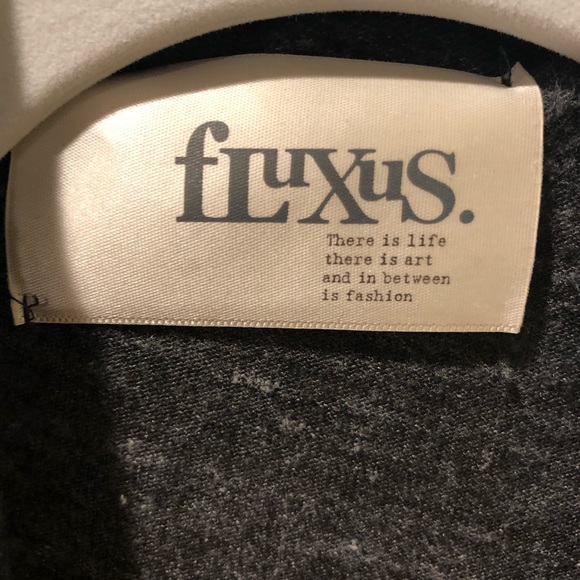 fLuXuS.
There is life
there is art
and in between
is fashion